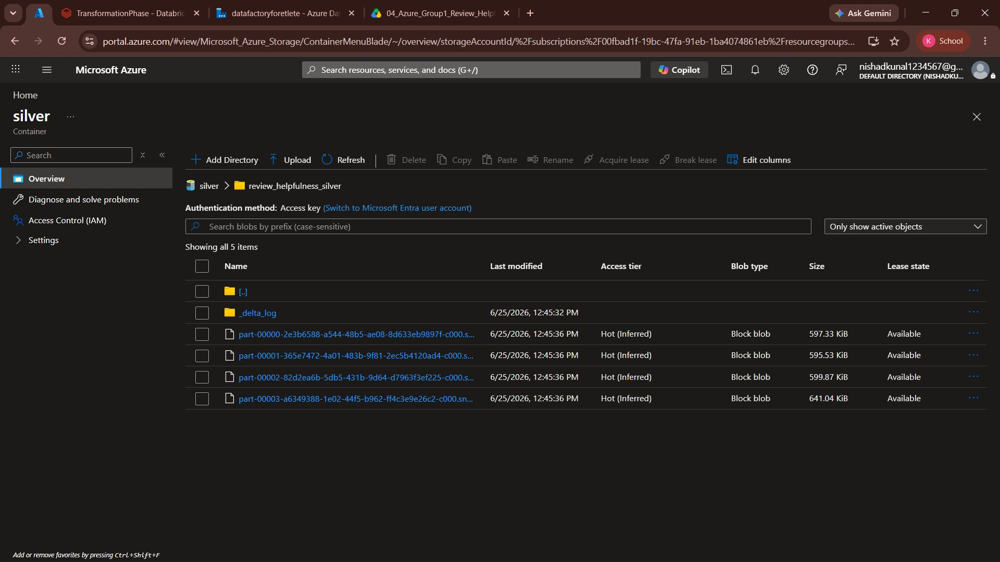 TransformationPhase - Databric
datafactoryforetlete - Azure Dat
04_Azure_Group1_Review_Helpf
Ask Gemini
portal.azure.com/#view/Microsoft_Azure_Storage/ContainerMenuBlade/~/overview/storageAccountId/%2Fsubscriptions%2F00fbad1f-19bc-47fa-91eb-1ba4074861eb%2Fresourcegroups...
K School
Microsoft Azure
Search resources, services, and docs (G+/)
Copilot
nishadkunal1234567@g...
DEFAULT DIRECTORY (NISHADKU...
Home
silver ...
Container
Search
Overview
Diagnose and solve problems
Access Control (IAM)
Settings
Add Directory Upload Refresh Delete Copy Paste Rename Acquire lease Break lease Edit columns
silver > review_helpfulness_silver
Authentication method: Access key (Switch to Microsoft Entra user account)
Search blobs by prefix (case-sensitive)
Only show active objects
Showing all 5 items
Name Last modified Access tier Blob type Size Lease state
[..] ...
_delta_log 6/25/2026, 12:45:32 PM ...
part-00000-2e3b6588-a544-48b5-ae08-8d633eb9897f-c000.s... 6/25/2026, 12:45:36 PM Hot (Inferred) Block blob 597.33 KiB Available ...
part-00001-365e7472-4a01-483b-9f81-2ec5b4120ad4-c000.s... 6/25/2026, 12:45:36 PM Hot (Inferred) Block blob 595.53 KiB Available ...
part-00002-82d2ea6b-5db5-431b-9d64-d7963f3ef225-c000.s... 6/25/2026, 12:45:36 PM Hot (Inferred) Block blob 599.87 KiB Available ...
part-00003-a6349388-1e02-44f5-b962-ff4c3e9e26c2-c000.sn... 6/25/2026, 12:45:36 PM Hot (Inferred) Block blob 641.04 KiB Available ...
Add or remove favorites by pressing Ctrl+Shift+F